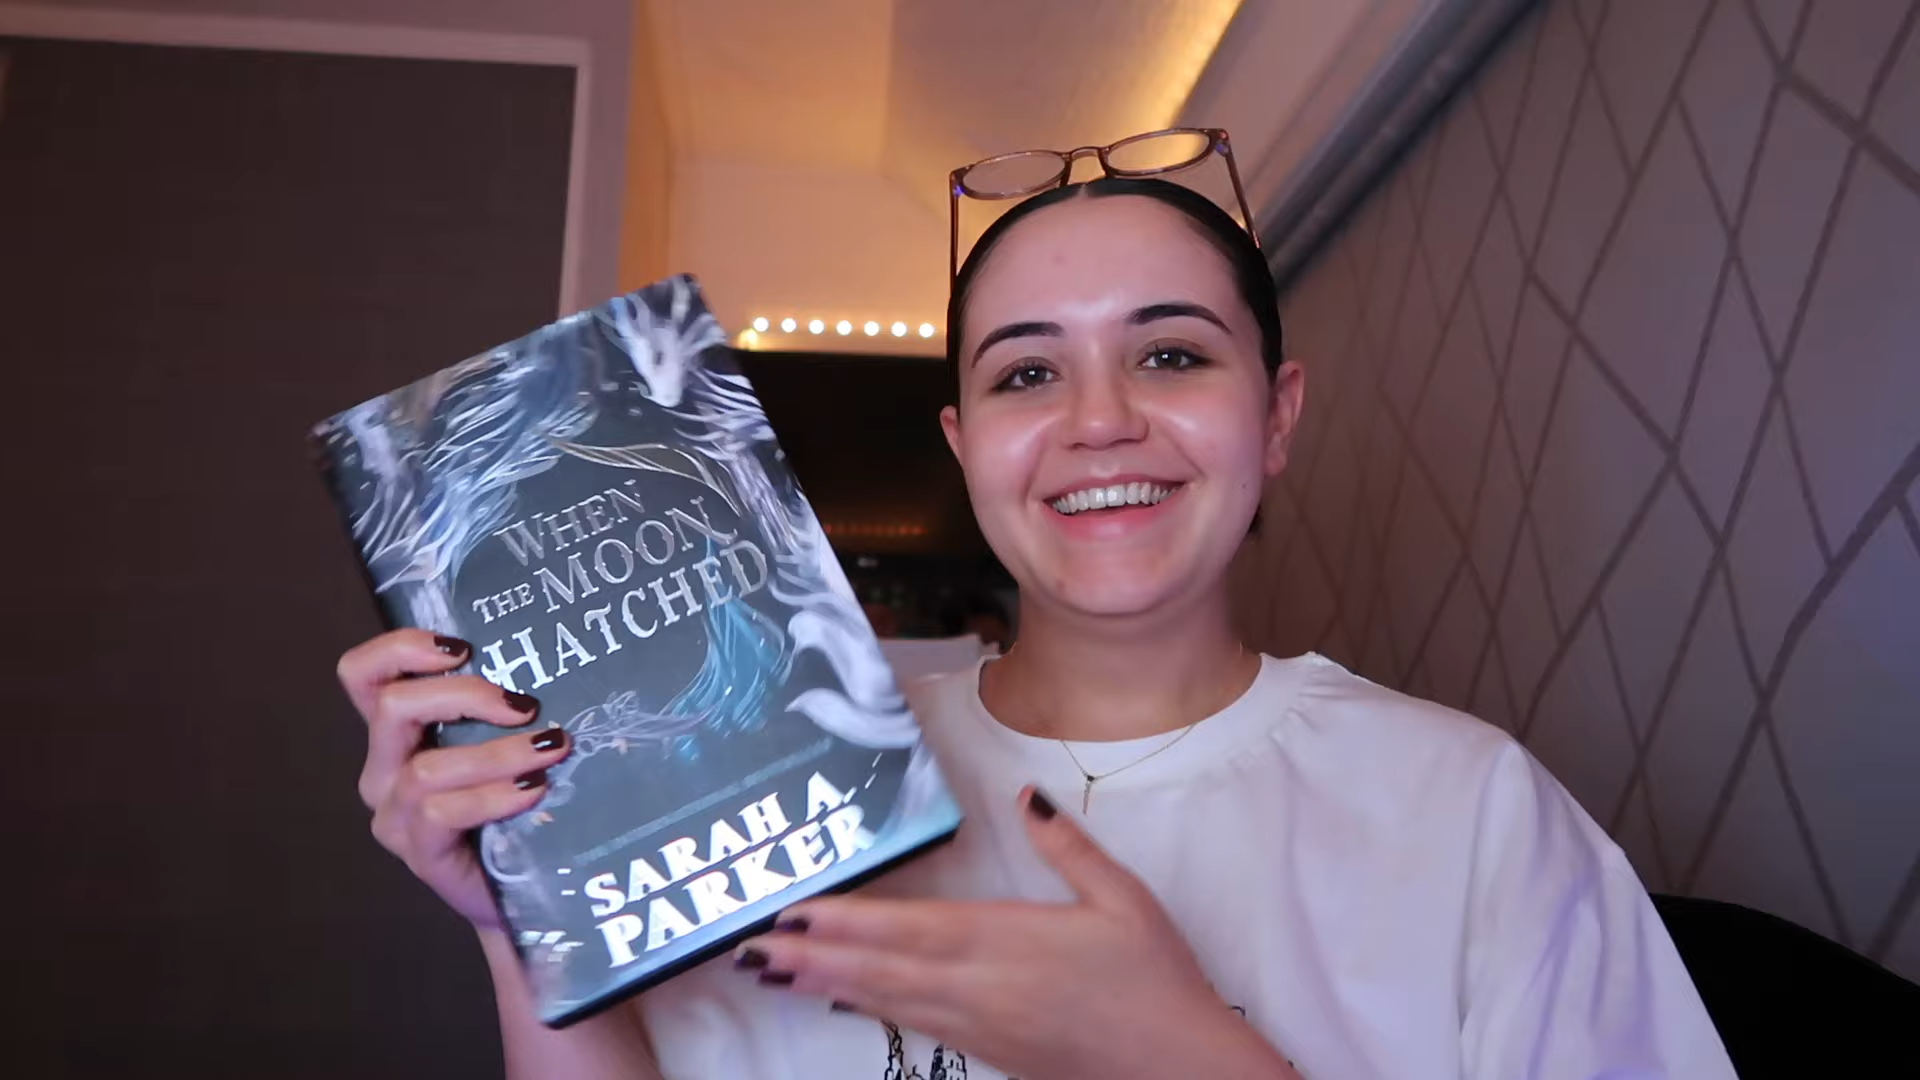 WHEN
THE MOON
HATCHED
SARAH A.
PARKER